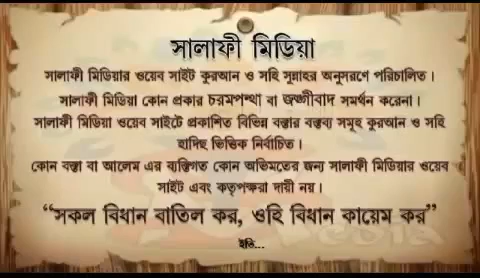 সালাফী মিডিয়া
সালাফী মিডিয়ার ওয়েব সাইট কুরআন ও সহি সুন্নাহর অনুসরণে পরিচালিত।
সালাফী মিডিয়া কোন প্রকার চরমপন্থা বা জঙ্গীবাদ সমর্থন করেনা।
সালাফী মিডিয়া ওয়েব সাইটে প্রকাশিত বিভিন্ন বক্তার বক্তব্য সমূহ কুরআন ও সহি
হাদিছ ভিত্তিক নির্বাচিত।
কোন বক্তা বা আলেম এর ব্যক্তিগত কোন অভিমতের জন্য সালাফী মিডিয়ার ওয়েব
সাইট এবং কতৃপক্ষরা দায়ী নয়।
“সকল বিধান বাতিল কর, ওহি বিধান কায়েম কর”
ইতি...